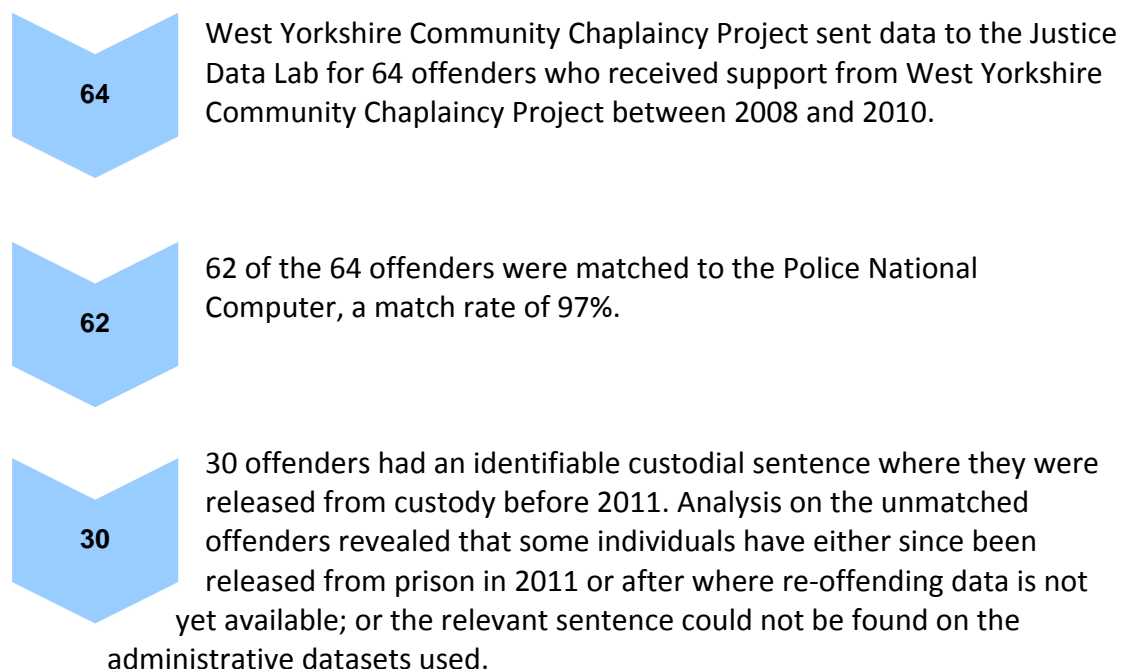 64
West Yorkshire Community Chaplaincy Project sent data to the Justice
Data Lab for 64 offenders who received support from West Yorkshire
Community Chaplaincy Project between 2008 and 2010.
62
62 of the 64 offenders were matched to the Police National
Computer, a match rate of 97%.
30
30 offenders had an identifiable custodial sentence where they were
released from custody before 2011. Analysis on the unmatched
offenders revealed that some individuals have either since been
released from prison in 2011 or after where re-offending data is not
yet available; or the relevant sentence could not be found on the
administrative datasets used.